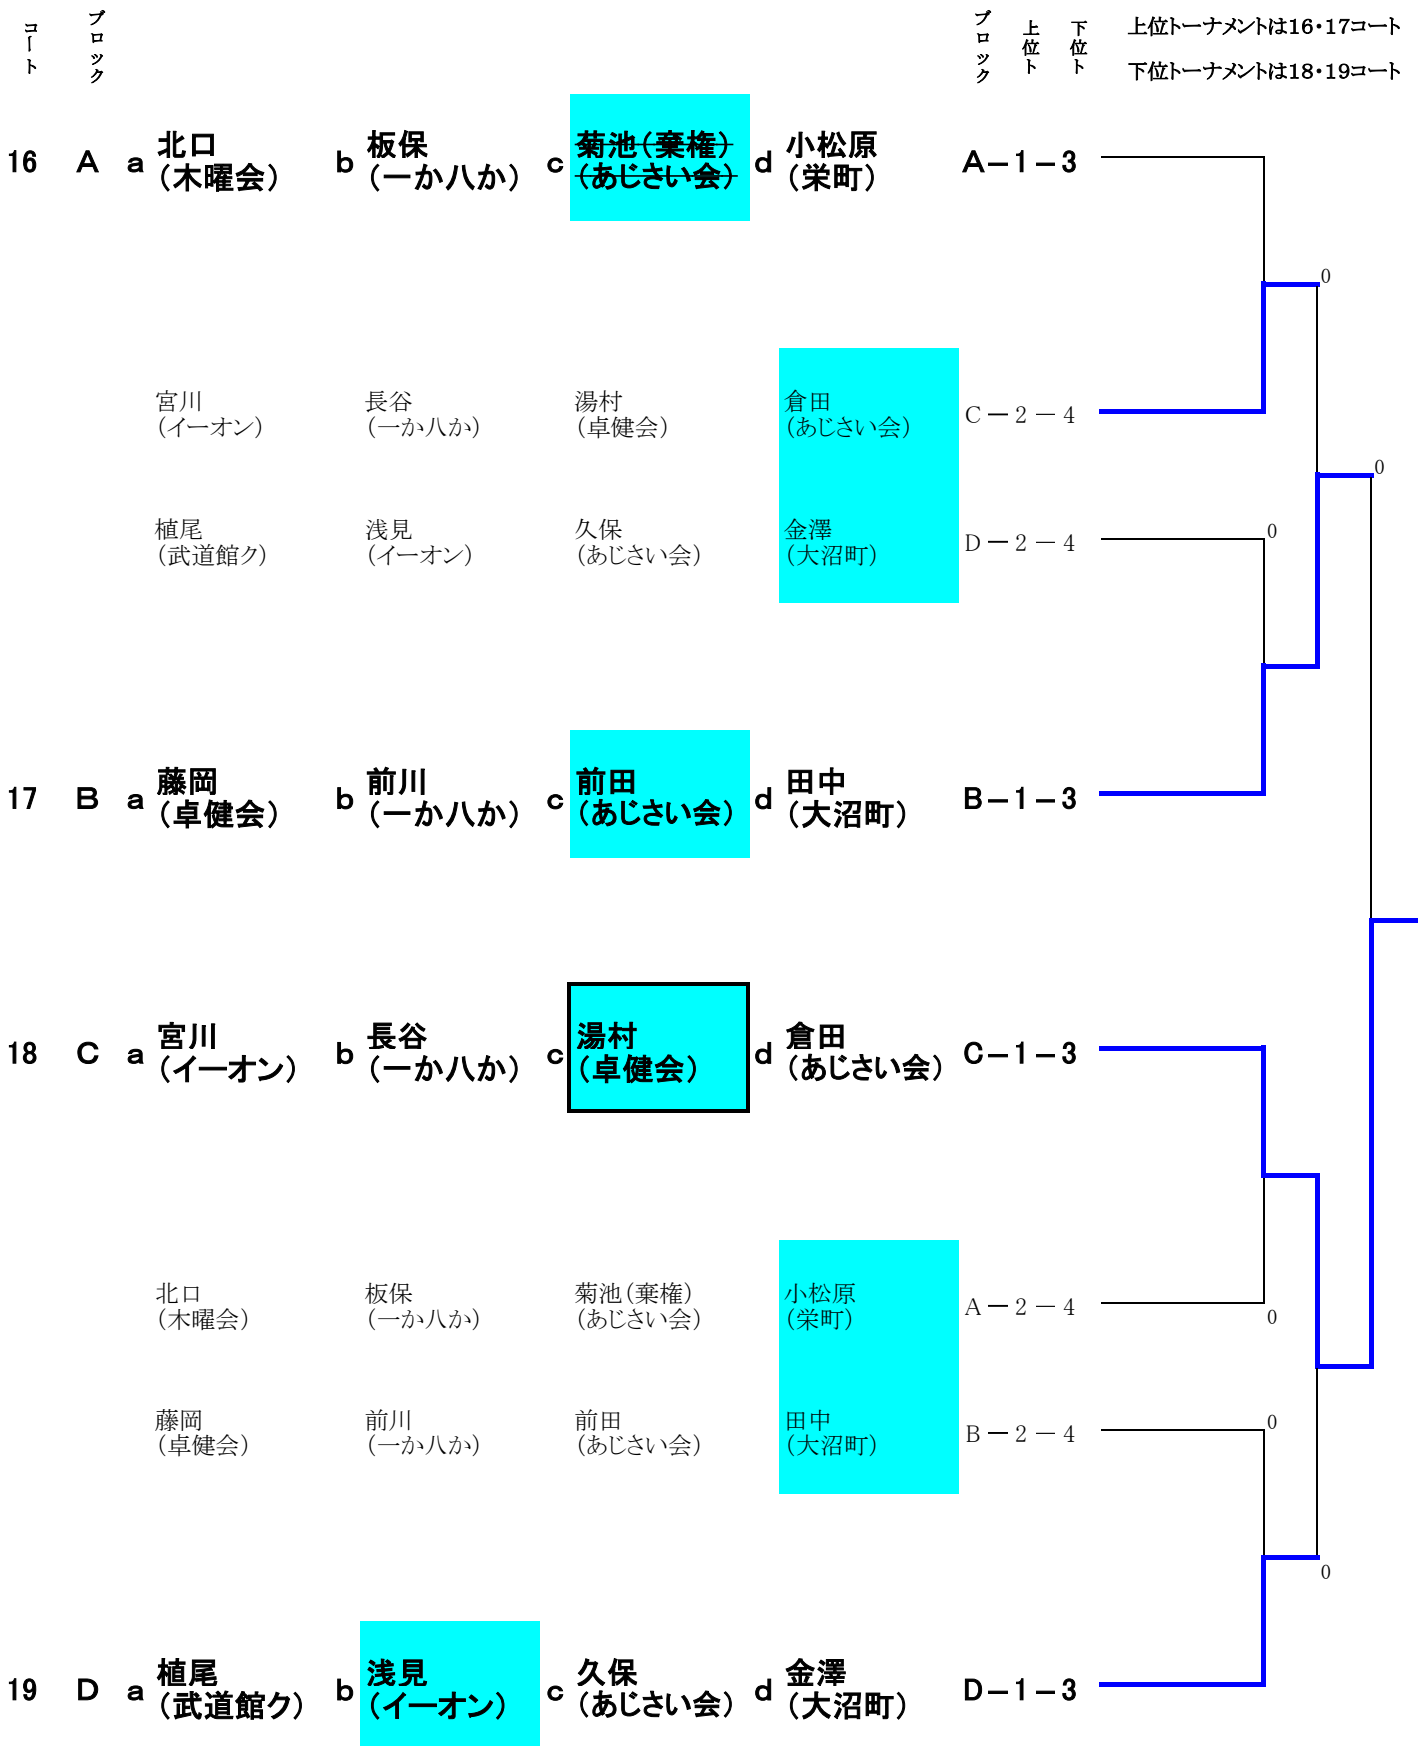 コート ブロック ブロック 上位ト 下位ト 上位トーナメントは16・17コート
下位トーナメントは18・19コート
16 A a 北口 b 板保 c 菊池(棄権) d 小松原 A－1－3
(木曜会) (一か八か) (あじさい会) (栄町)
0
宮川 長谷 湯村 倉田 C－2－4
(イーオン) (一か八か) (卓健会) (あじさい会)
0
植尾 浅見 久保 金澤 D－2－4 0
(武道館ク) (イーオン) (あじさい会) (大沼町)
17 B a 藤岡 b 前川 c 前田 d 田中 B－1－3
(卓健会) (一か八か) (あじさい会) (大沼町)
18 C a 宮川 b 長谷 c 湯村 d 倉田 C－1－3
(イーオン) (一か八か) (卓健会) (あじさい会)
北口 板保 菊池(棄権) 小松原 A－2－4
(木曜会) (一か八か) (あじさい会) (栄町) 0
藤岡 前川 前田 田中 B－2－4 0
(卓健会) (一か八か) (あじさい会) (大沼町)
0
19 D a 植尾 b 浅見 c 久保 d 金澤 D－1－3
(武道館ク) (イーオン) (あじさい会) (大沼町)